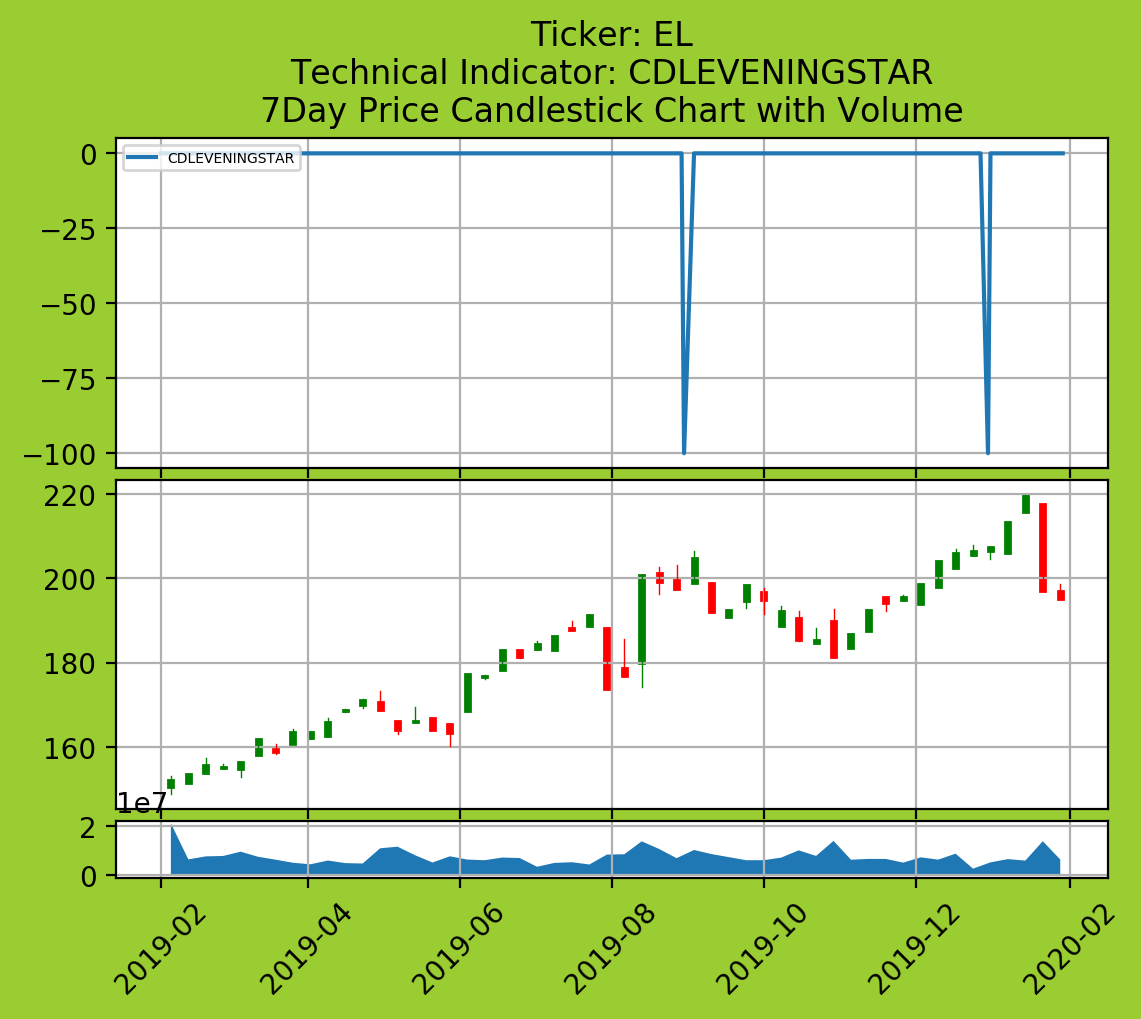 Ticker: EL
Technical Indicator: CDLEVENINGSTAR
7Day Price Candlestick Chart with Volume
CDLEVENINGSTAR
0
−25
−50
−75
−100
220
200
180
160
1e7
2
0
2019-02 2019-04 2019-06 2019-08 2019-10 2019-12 2020-02